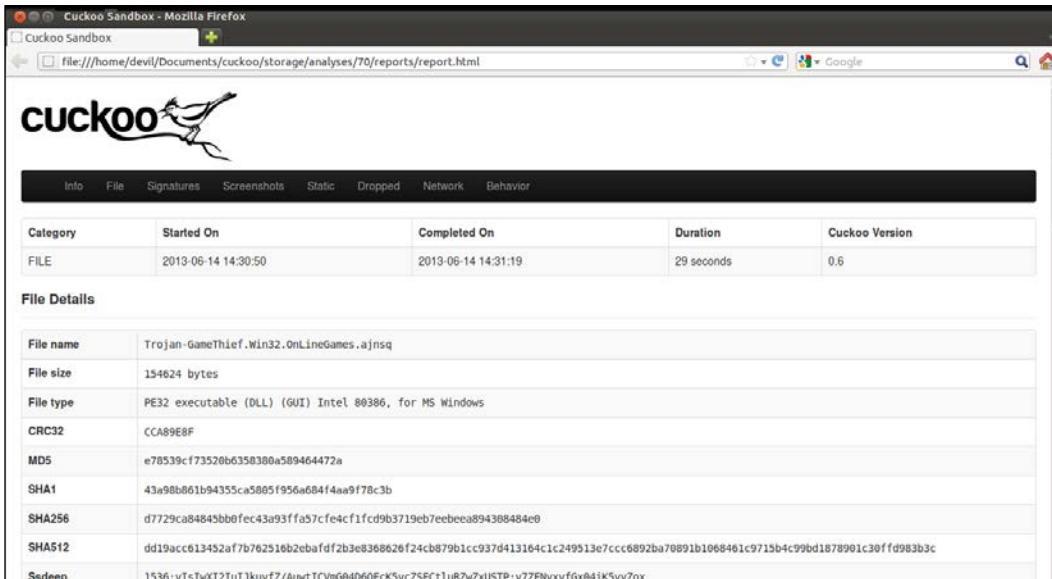 Cuckoo Sandbox - Mozilla Firefox
Cuckoo Sandbox
file:///home/devil/Documents/cuckoo/storage/analyses/70/reports/report.html
Google
cuckoo
Info File Signatures Screenshots Static Dropped Network Behavior
Category Started On Completed On Duration Cuckoo Version
FILE 2013-06-14 14:30:50 2013-06-14 14:31:19 29 seconds 0.6
File Details
File name Trojan-GameThief.Win32.OnLineGames.ajnsq
File size 154624 bytes
File type PE32 executable (DLL) (GUI) Intel 80386, for MS Windows
CRC32 CCA89E8F
MD5 e78539cf73520b6358380a589464472a
SHA1 43a98b861b94355ca5805f956a684f4aa9f78c3b
SHA256 d7729ca84845bb0fec43a93ffa57cfe4cf1fcd9b3719eb7eebeea894308484e0
SHA512 dd19acc613452af7b762516b2ebafdf2b3e8368626f24cb879b1cc937d413164c1c249513e7ccc6892ba70891b1068461c9715b4c99bd1878901c30ffd983b3c
Ssdeep